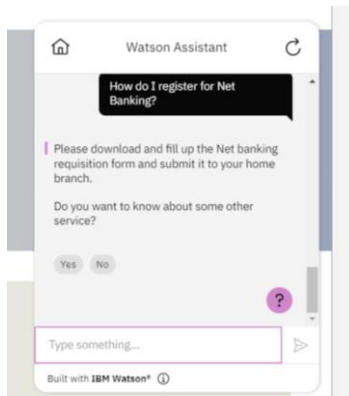 Watson Assistant
How do I register for Net
Banking?
Please download and fill up the Net banking
requisition form and submit it to your home
branch.
Do you want to know about some other
service?
Yes No
?
Type something...
Built with IBM Watson®